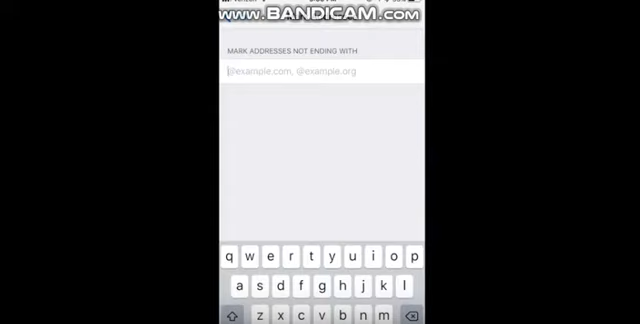 www.BANDICAM.com
MARK ADDRESSES NOT ENDING WITH
@example.com, @example.org
q w e r t y u i o p
a s d f g h j k l
z x c v b n m